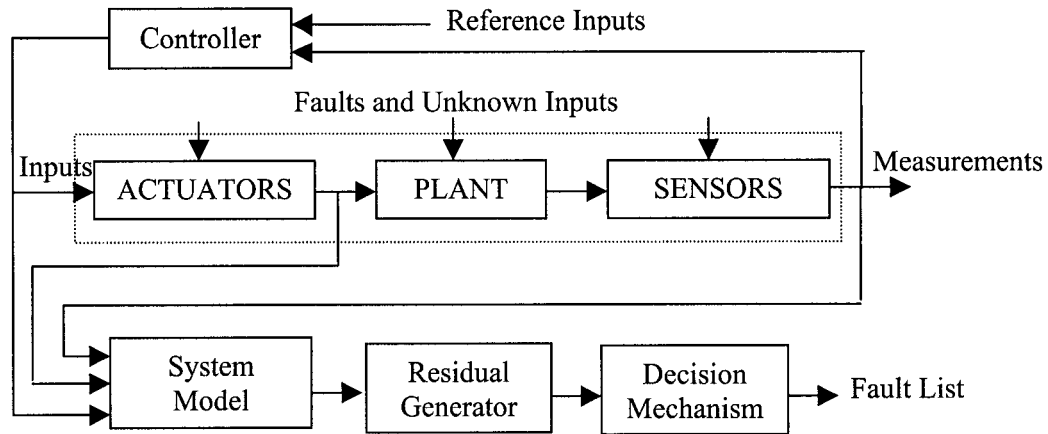 Controller
Reference Inputs
Faults and Unknown Inputs
Inputs
ACTUATORS
PLANT
SENSORS
Measurements
System
Model
Residual
Generator
Decision
Mechanism
Fault List